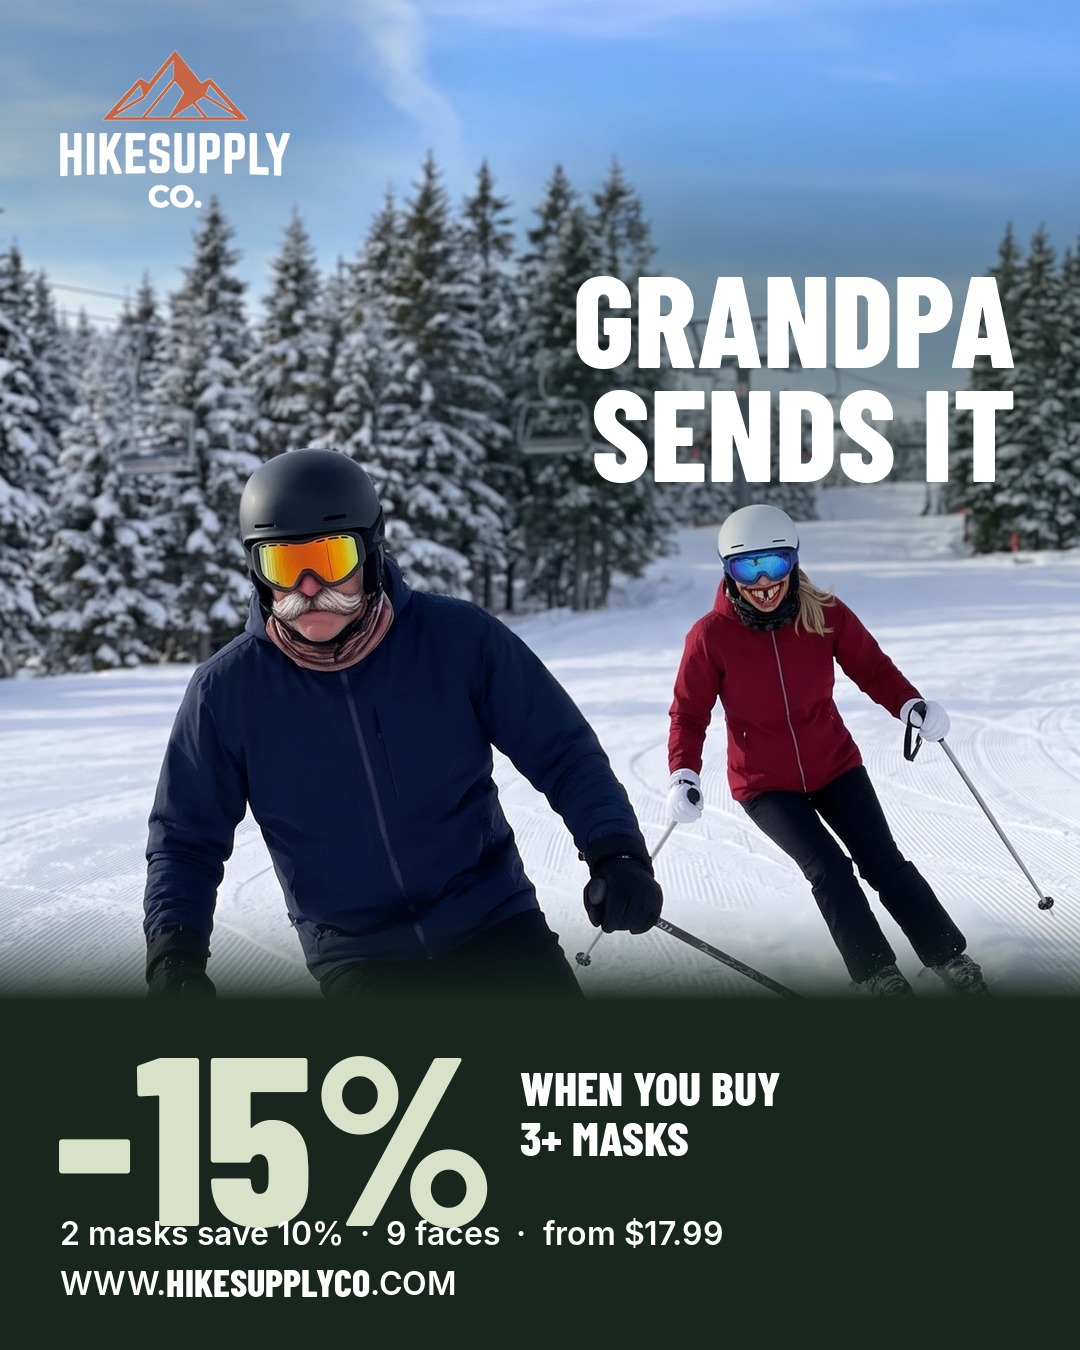 HIKESUPPLY
CO.
GRANDPA
SENDS IT
-15%
WHEN YOU BUY
3+ MASKS
2 masks save 10% · 9 faces · from $17.99
WWW.HIKESUPPLYCO.COM